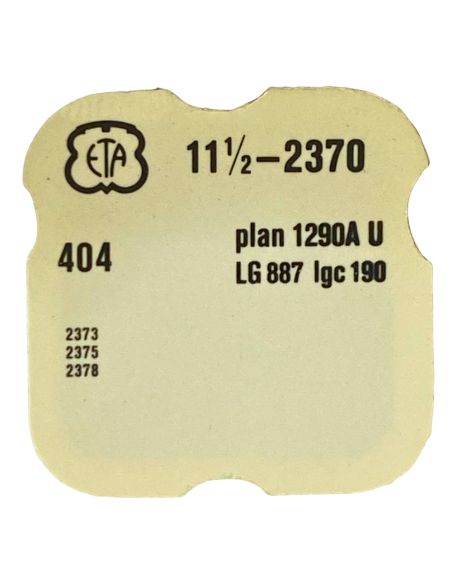 ETA 11½–2370
404 plan 1290A U
LG 887 lgc 190
2373
2375
2378